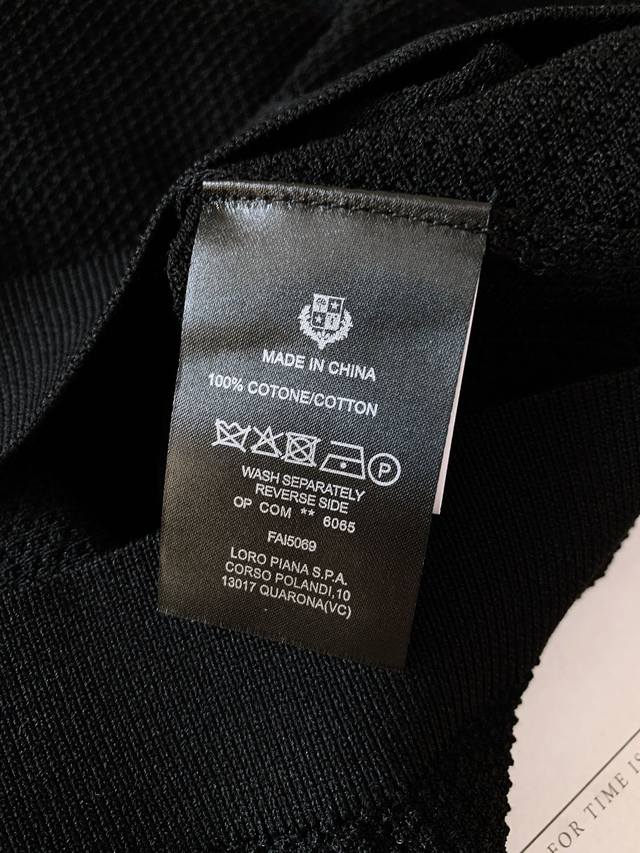 MADE IN CHINA
100% COTONE/COTTON
P
WASH SEPARATELY
REVERSE SIDE
OP COM ** 6065
FAI5069
LORO PIANA S.P.A.
CORSO POLANDI,10
13017 QUARONA(VC)
FOR TIME IS